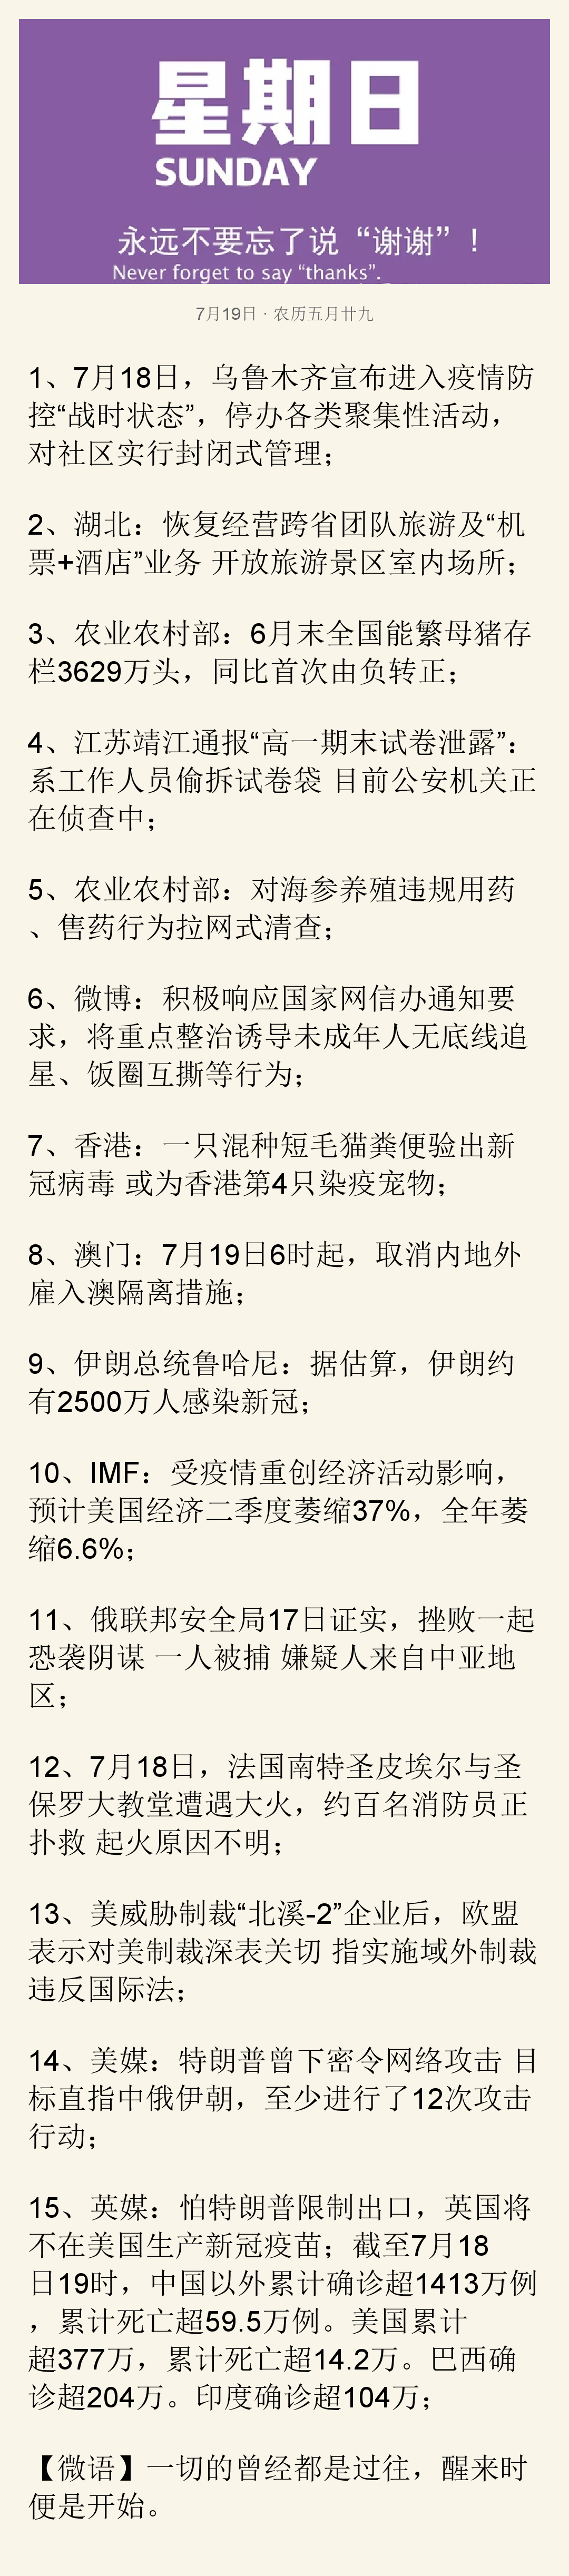 星期日
SUNDAY
永远不要忘了说“谢谢”！
Never forget to say “thanks”.
7月19日 · 农历五月廿九
1、7月18日，乌鲁木齐宣布进入疫情防
控“战时状态”，停办各类聚集性活动，
对社区实行封闭式管理；
2、湖北：恢复经营跨省团队旅游及“机
票+酒店”业务 开放旅游景区室内场所；
3、农业农村部：6月末全国能繁母猪存
栏3629万头，同比首次由负转正；
4、江苏靖江通报“高一期末试卷泄露”：
系工作人员偷拆试卷袋 目前公安机关正
在侦查中；
5、农业农村部：对海参养殖违规用药
、售药行为拉网式清查；
6、微博：积极响应国家网信办通知要
求，将重点整治诱导未成年人无底线追
星、饭圈互撕等行为；
7、香港：一只混种短毛猫粪便验出新
冠病毒 或为香港第4只染疫宠物；
8、澳门：7月19日6时起，取消内地外
雇入澳隔离措施；
9、伊朗总统鲁哈尼：据估算，伊朗约
有2500万人感染新冠；
10、IMF：受疫情重创经济活动影响，
预计美国经济二季度萎缩37%，全年萎
缩6.6%；
11、俄联邦安全局17日证实，挫败一起
恐袭阴谋 一人被捕 嫌疑人来自中亚地
区；
12、7月18日，法国南特圣皮埃尔与圣
保罗大教堂遭遇大火，约百名消防员正
扑救 起火原因不明；
13、美威胁制裁“北溪-2”企业后，欧盟
表示对美制裁深表关切 指实施域外制裁
违反国际法；
14、美媒：特朗普曾下密令网络攻击 目
标直指中俄伊朝，至少进行了12次攻击
行动；
15、英媒：怕特朗普限制出口，英国将
不在美国生产新冠疫苗；截至7月18
日19时，中国以外累计确诊超1413万例
，累计死亡超59.5万例。美国累计
超377万，累计死亡超14.2万。巴西确
诊超204万。印度确诊超104万；
【微语】一切的曾经都是过往，醒来时
便是开始。